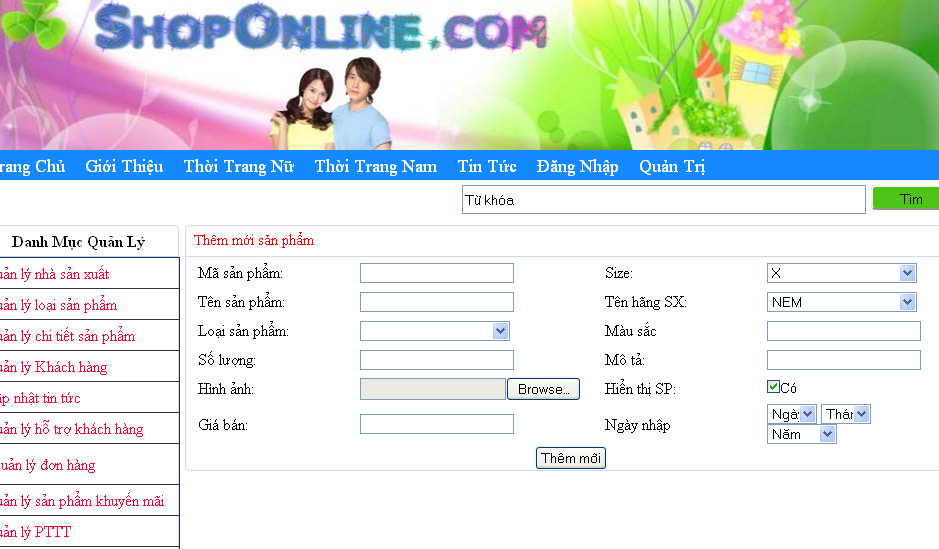 SHOPONLINE.COM
rang Chủ Giới Thiệu Thời Trang Nữ Thời Trang Nam Tin Tức Đăng Nhập Quản Trị
Từ khóa Tìm
Danh Mục Quản Lý
uản lý nhà sản xuất
uản lý loại sản phẩm
uản lý chi tiết sản phẩm
uản lý Khách hàng
ập nhật tin tức
uản lý hỗ trợ khách hàng
uản lý đơn hàng
uản lý sản phẩm khuyến mãi
uản lý PTTT
Thêm mới sản phẩm
Mã sản phẩm: Size: X
Tên sản phẩm: Tên hãng SX: NEM
Loại sản phẩm: Màu sắc
Số lượng: Mô tả:
Hình ảnh: Browse... Hiển thị SP: Có
Giá bán: Ngày nhập Ngày Thán
Năm
Thêm mới